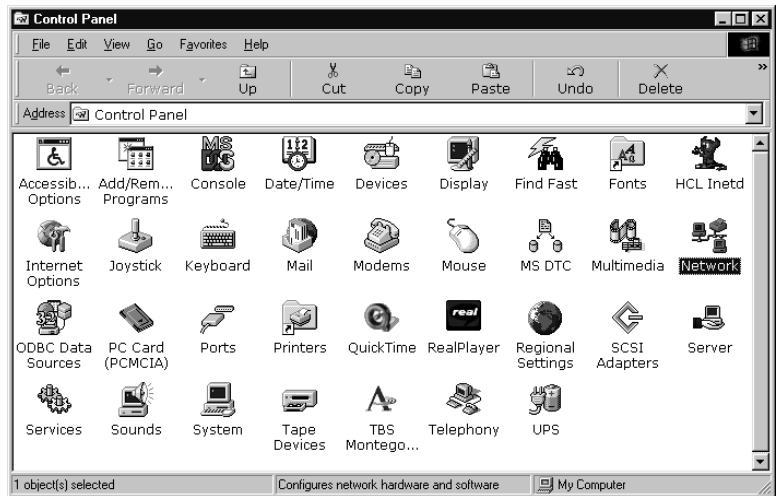 Control Panel
File Edit View Go Favorites Help
Back Forward Up Cut Copy Paste Undo Delete »
Address Control Panel
Accessib... Add/Rem... Console Date/Time Devices Display Find Fast Fonts HCL Inetd
Options Programs
Internet Joystick Keyboard Mail Modems Mouse MS DTC Multimedia Network
Options
ODBC Data PC Card Ports Printers QuickTime RealPlayer Regional SCSI Server
Sources (PCMCIA) Settings Adapters
Services Sounds System Tape TBS Telephony UPS
Devices Montego...
1 object(s) selected Configures network hardware and software My Computer